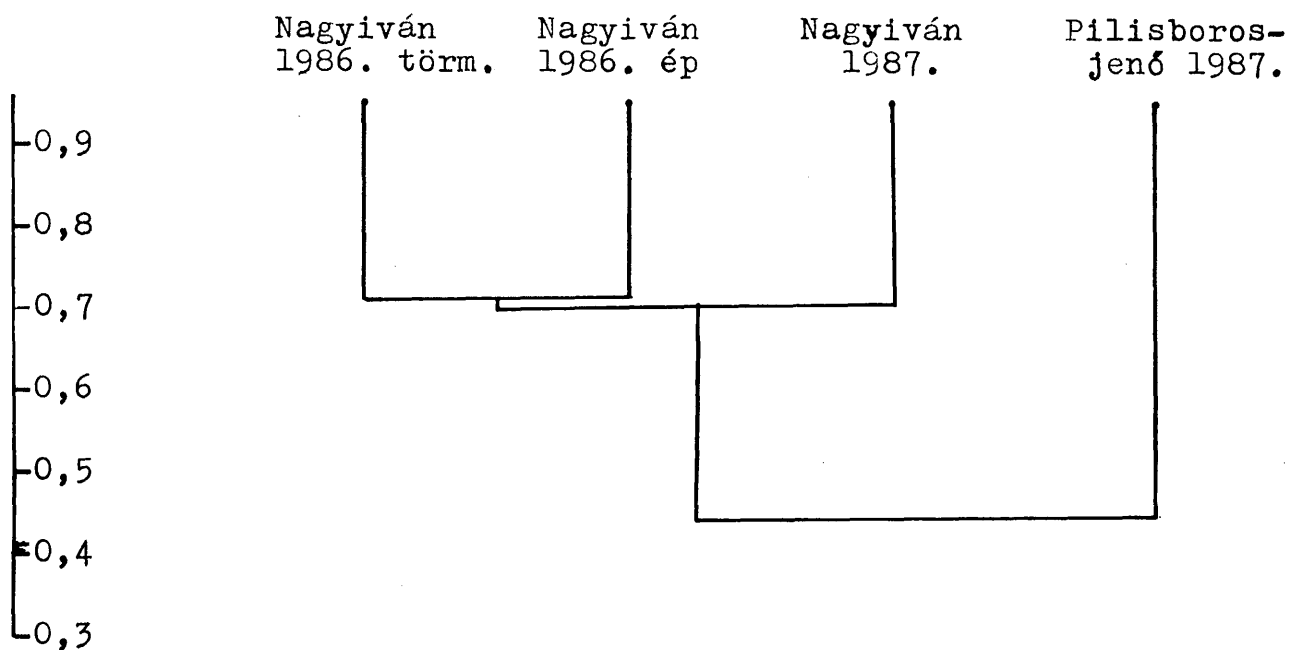 Nagyiván
1986. törm.
Nagyiván
1986. ép
Nagyiván
1987.
Pilisboros-
jenő 1987.
0,9
0,8
0,7
0,6
0,5
0,4
0,3